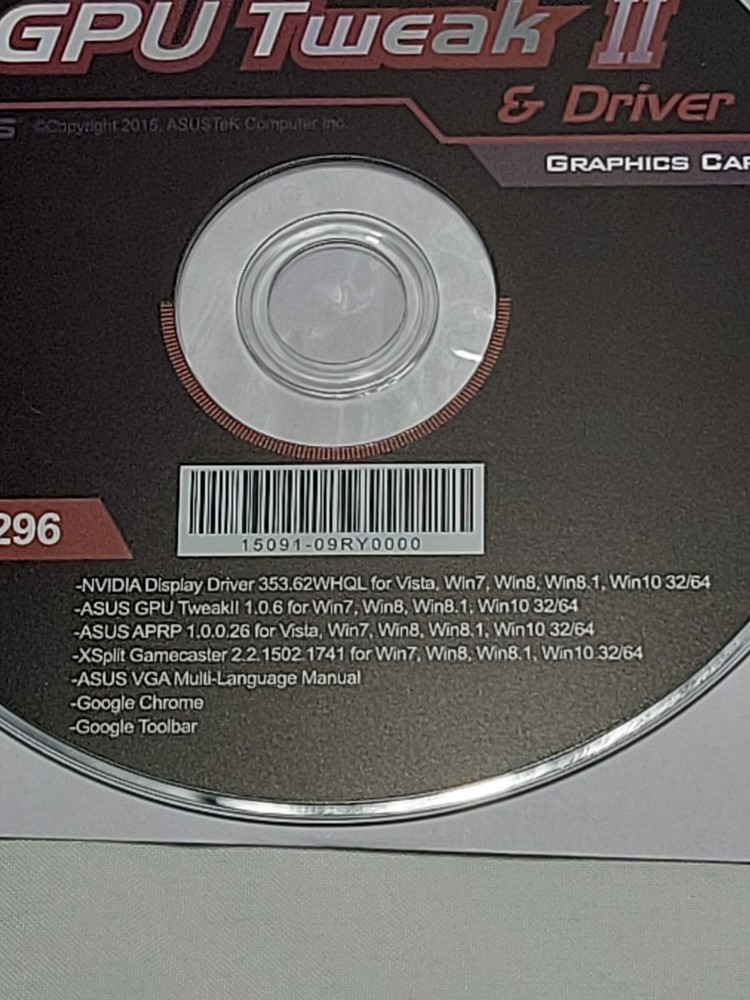 GPU Tweak II
& Driver
S ©Copyright 2015, ASUSTeK Computer Inc.
GRAPHICS CAR
296
15091-09RY0000
-NVIDIA Display Driver 353.62WHQL for Vista, Win7, Win8, Win8.1, Win10 32/64
-ASUS GPU TweakII 1.0.6 for Win7, Win8, Win8.1, Win10 32/64
-ASUS APRP 1.0.0.26 for Vista, Win7, Win8, Win8.1, Win10 32/64
-XSplit Gamecaster 2.2.1502.1741 for Win7, Win8, Win8.1, Win10 32/64
-ASUS VGA Multi-Language Manual
-Google Chrome
-Google Toolbar